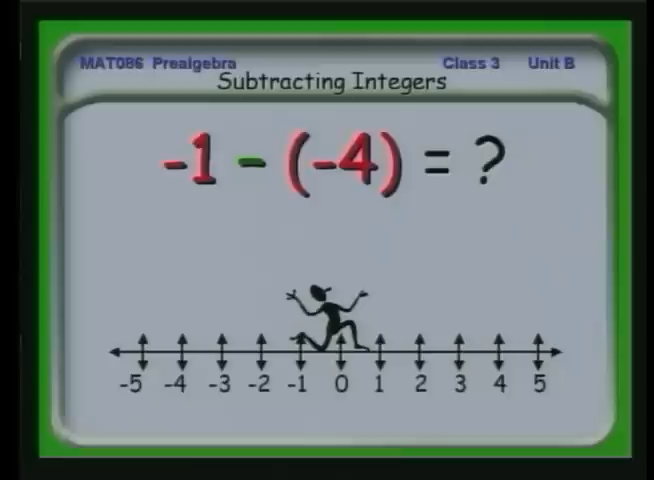 MAT086 Prealgebra Class 3 Unit B
Subtracting Integers
-1 - (-4) = ?
-5 -4 -3 -2 -1 0 1 2 3 4 5